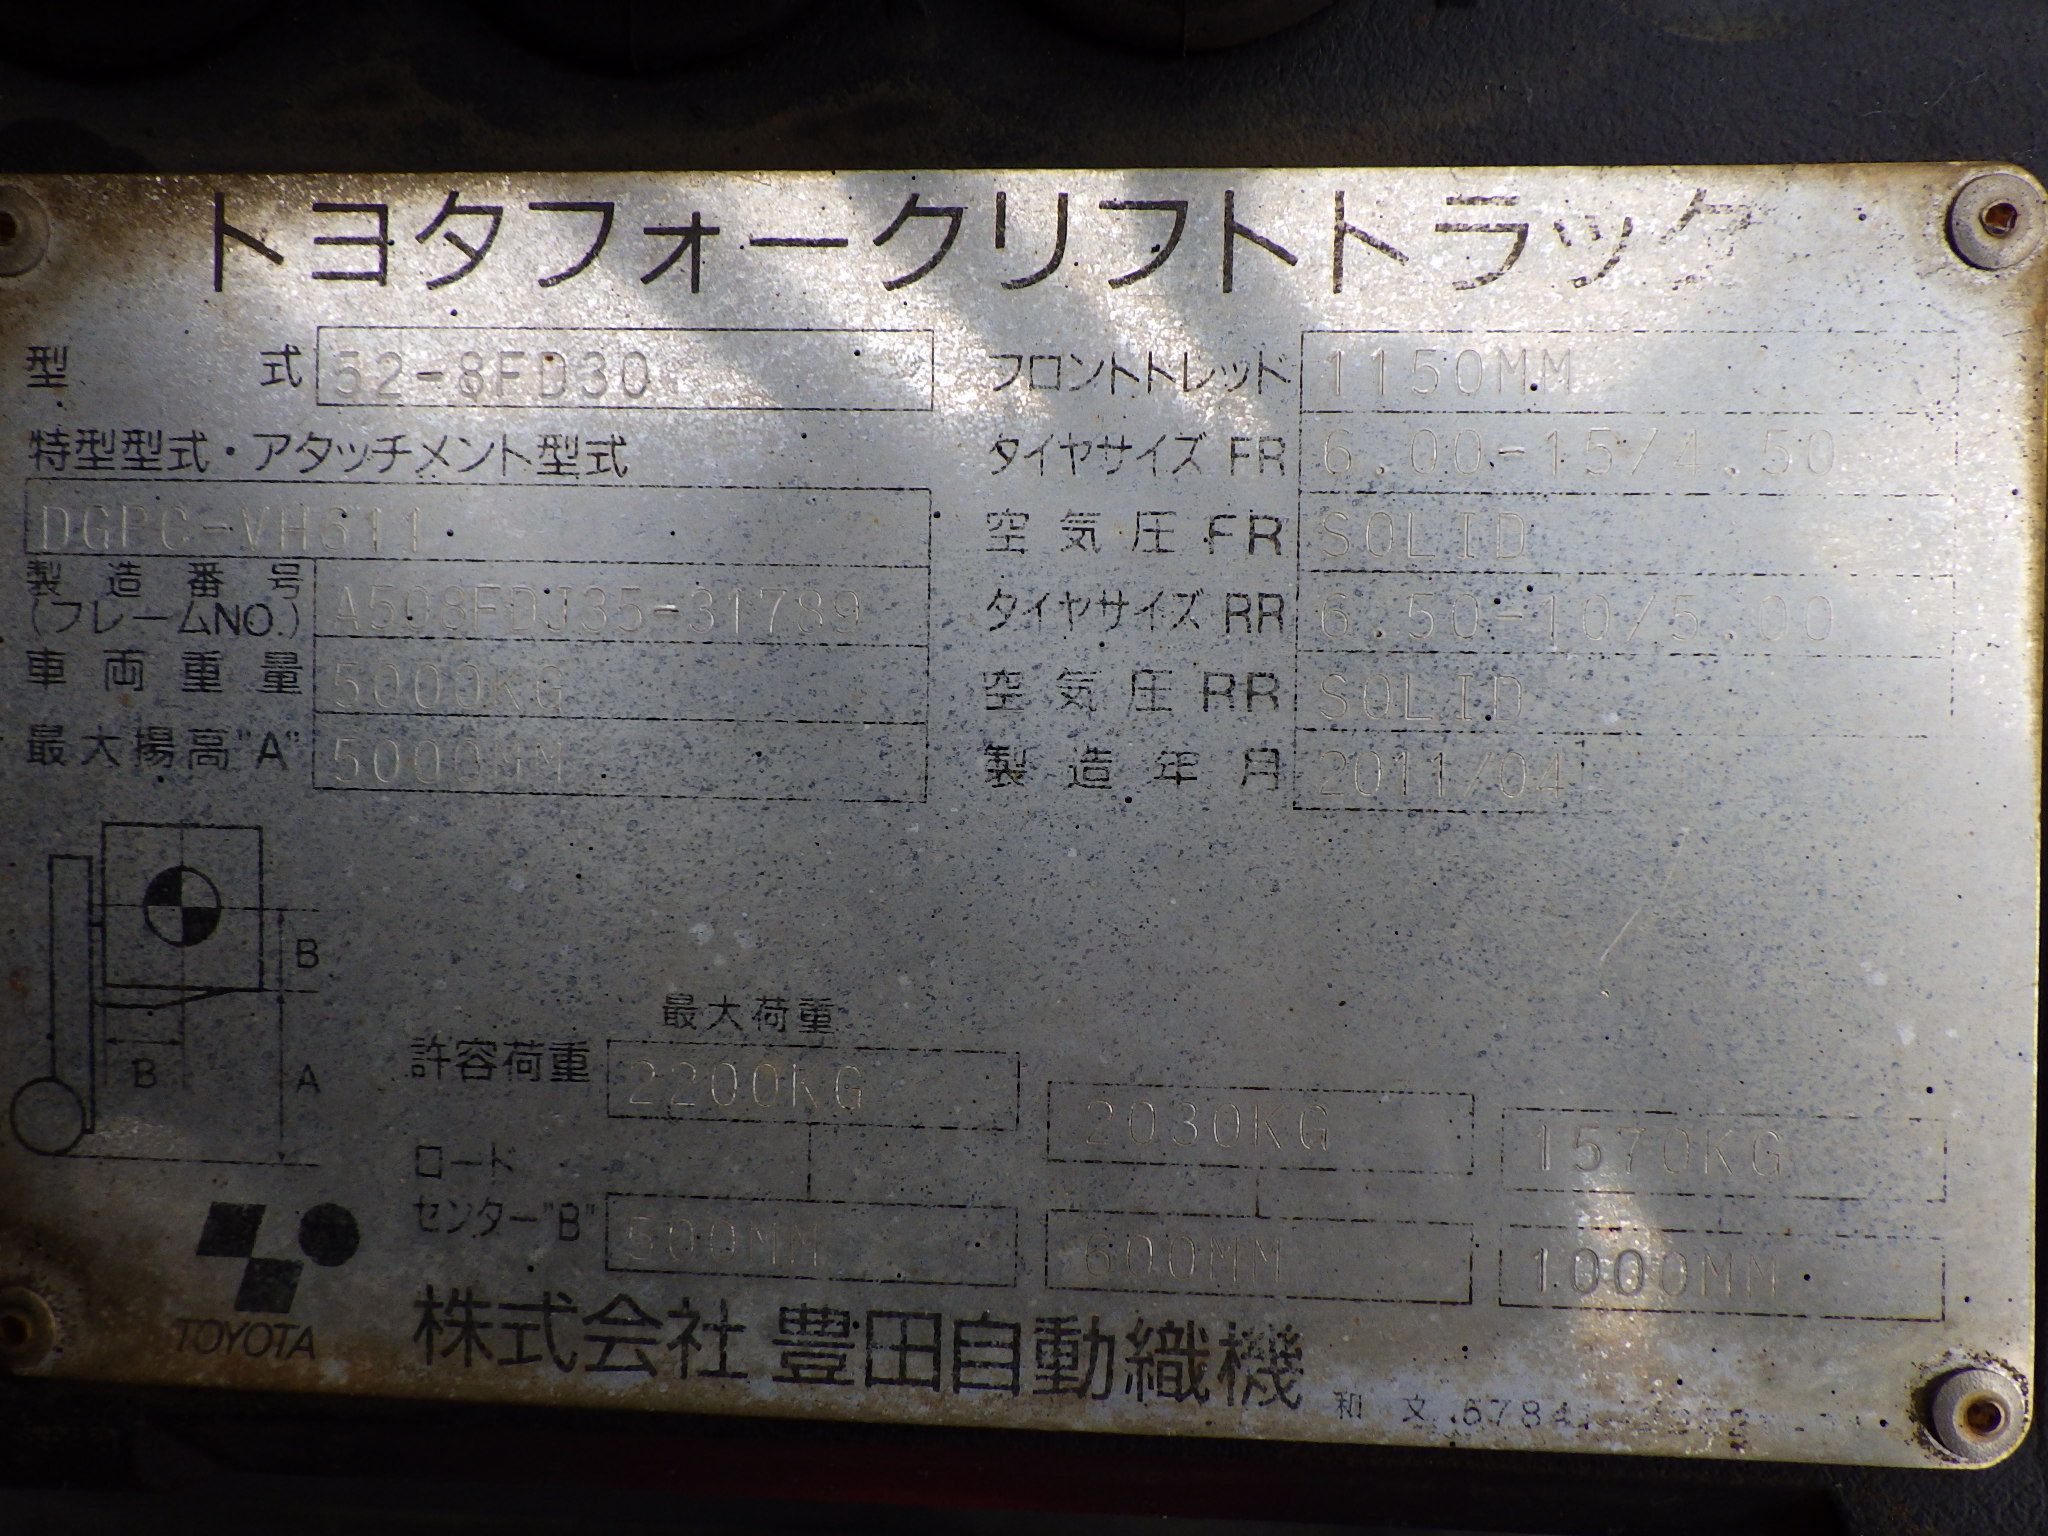 トヨタフォークリフトトラック
型式 52-8FD30
特型型式・アタッチメント型式
DGPC-VH611
製造番号
(フレームNO.) A508FDJ35-31789
車両重量 5000KG
最大揚高"A" 5000MM
フロントトレッド 1150MM
タイヤサイズ FR 6.00-15/4.50
空気圧 FR SOLID
タイヤサイズ RR 6.50-10/5.00
空気圧 RR SOLID
製造年月 2011/04
B
B
A
最大荷重
許容荷重 2200KG 2030KG 1570KG
ロード
センター"B" 500MM 600MM 1000MM
TOYOTA
株式会社 豊田自動織機
和文